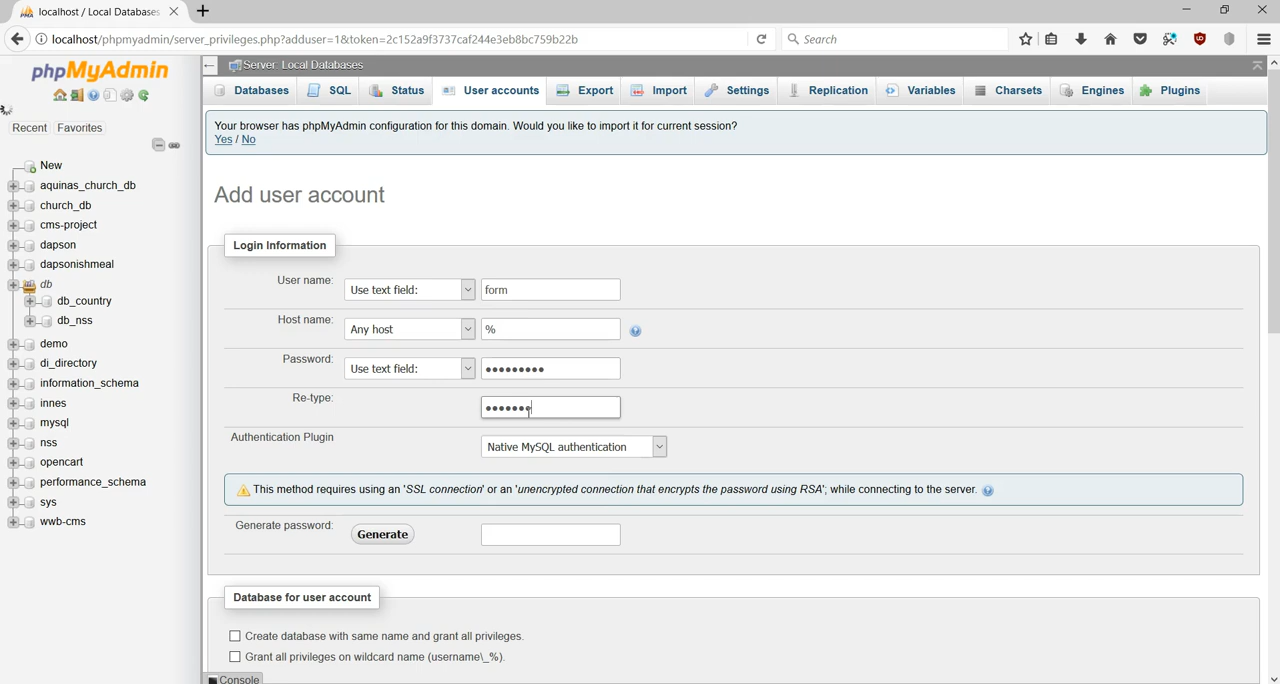 localhost / Local Databases
localhost/phpmyadmin/server_privileges.php?adduser=1&token=2c152a9f3737caf244e3eb8bc759b22b
Search
phpMyAdmin
Recent
Favorites
New
aquinas_church_db
church_db
cms-project
dapson
dapsonishmeal
db
db_country
db_nss
demo
di_directory
information_schema
innes
mysql
nss
opencart
performance_schema
sys
wwb-cms
Server: Local Databases
Databases
SQL
Status
User accounts
Export
Import
Settings
Replication
Variables
Charsets
Engines
Plugins
Your browser has phpMyAdmin configuration for this domain. Would you like to import it for current session?
Yes / No
Add user account
Login Information
User name: Use text field: form
Host name: Any host %
Password: Use text field: •••••••••
Re-type: •••••••
Authentication Plugin Native MySQL authentication
This method requires using an 'SSL connection' or an 'unencrypted connection that encrypts the password using RSA'; while connecting to the server.
Generate password: Generate
Database for user account
Create database with same name and grant all privileges.
Grant all privileges on wildcard name (username\_%).
Console